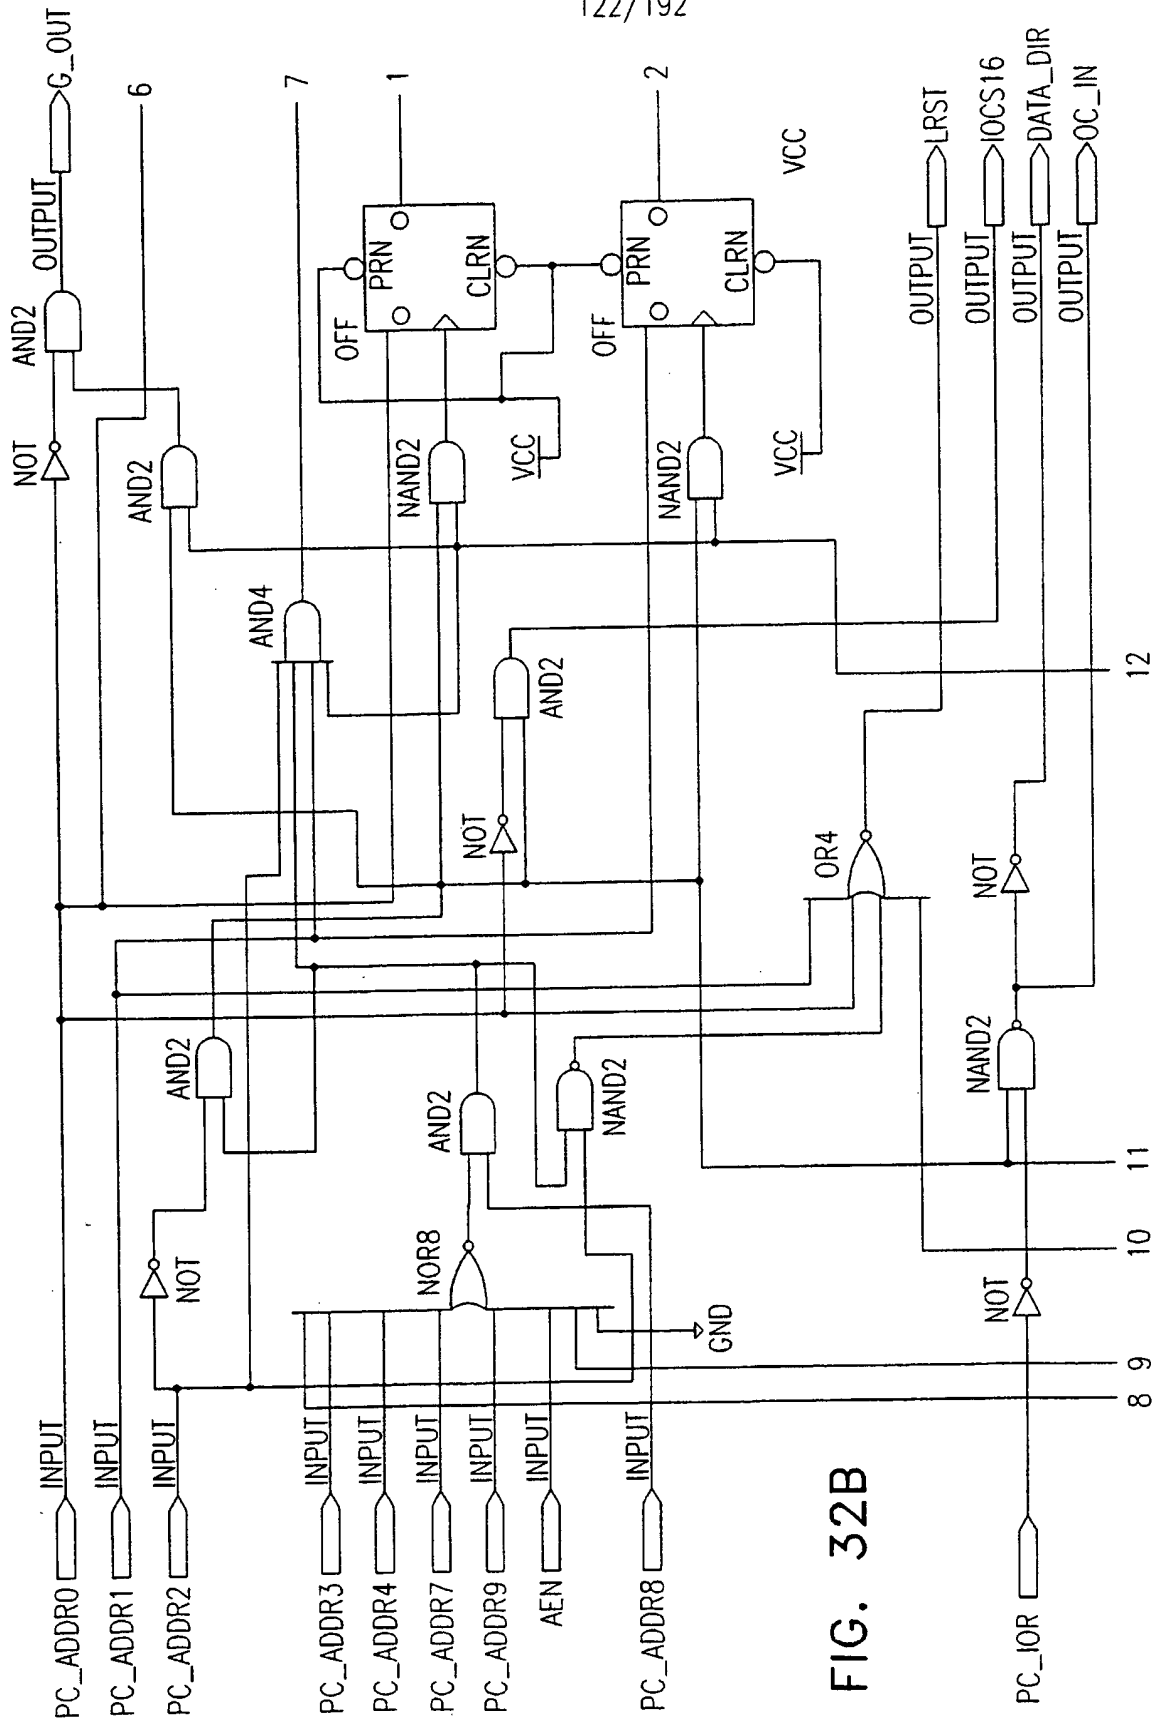 122/192
PC_ADDR0 INPUT
PC_ADDR1 INPUT
PC_ADDR2 INPUT
PC_ADDR3 INPUT
PC_ADDR4 INPUT
PC_ADDR7 INPUT
PC_ADDR9 INPUT
AEN INPUT
PC_ADDR8 INPUT
PC_IOR
NOT
AND2
NOR8
GND
AND2
NAND2
NOT
NAND2
NOT
NOT
AND2
OR4
AND4
NOT
AND2
AND2
OUTPUT G_OUT
6
7
NAND2
VCC
OFF
PRN
CLRN
1
NAND2
VCC
OFF
PRN
CLRN
2
VCC
OUTPUT LRST
OUTPUT IOCS16
OUTPUT DATA_DIR
OUTPUT OC_IN
8
9
10
11
12
FIG. 32B